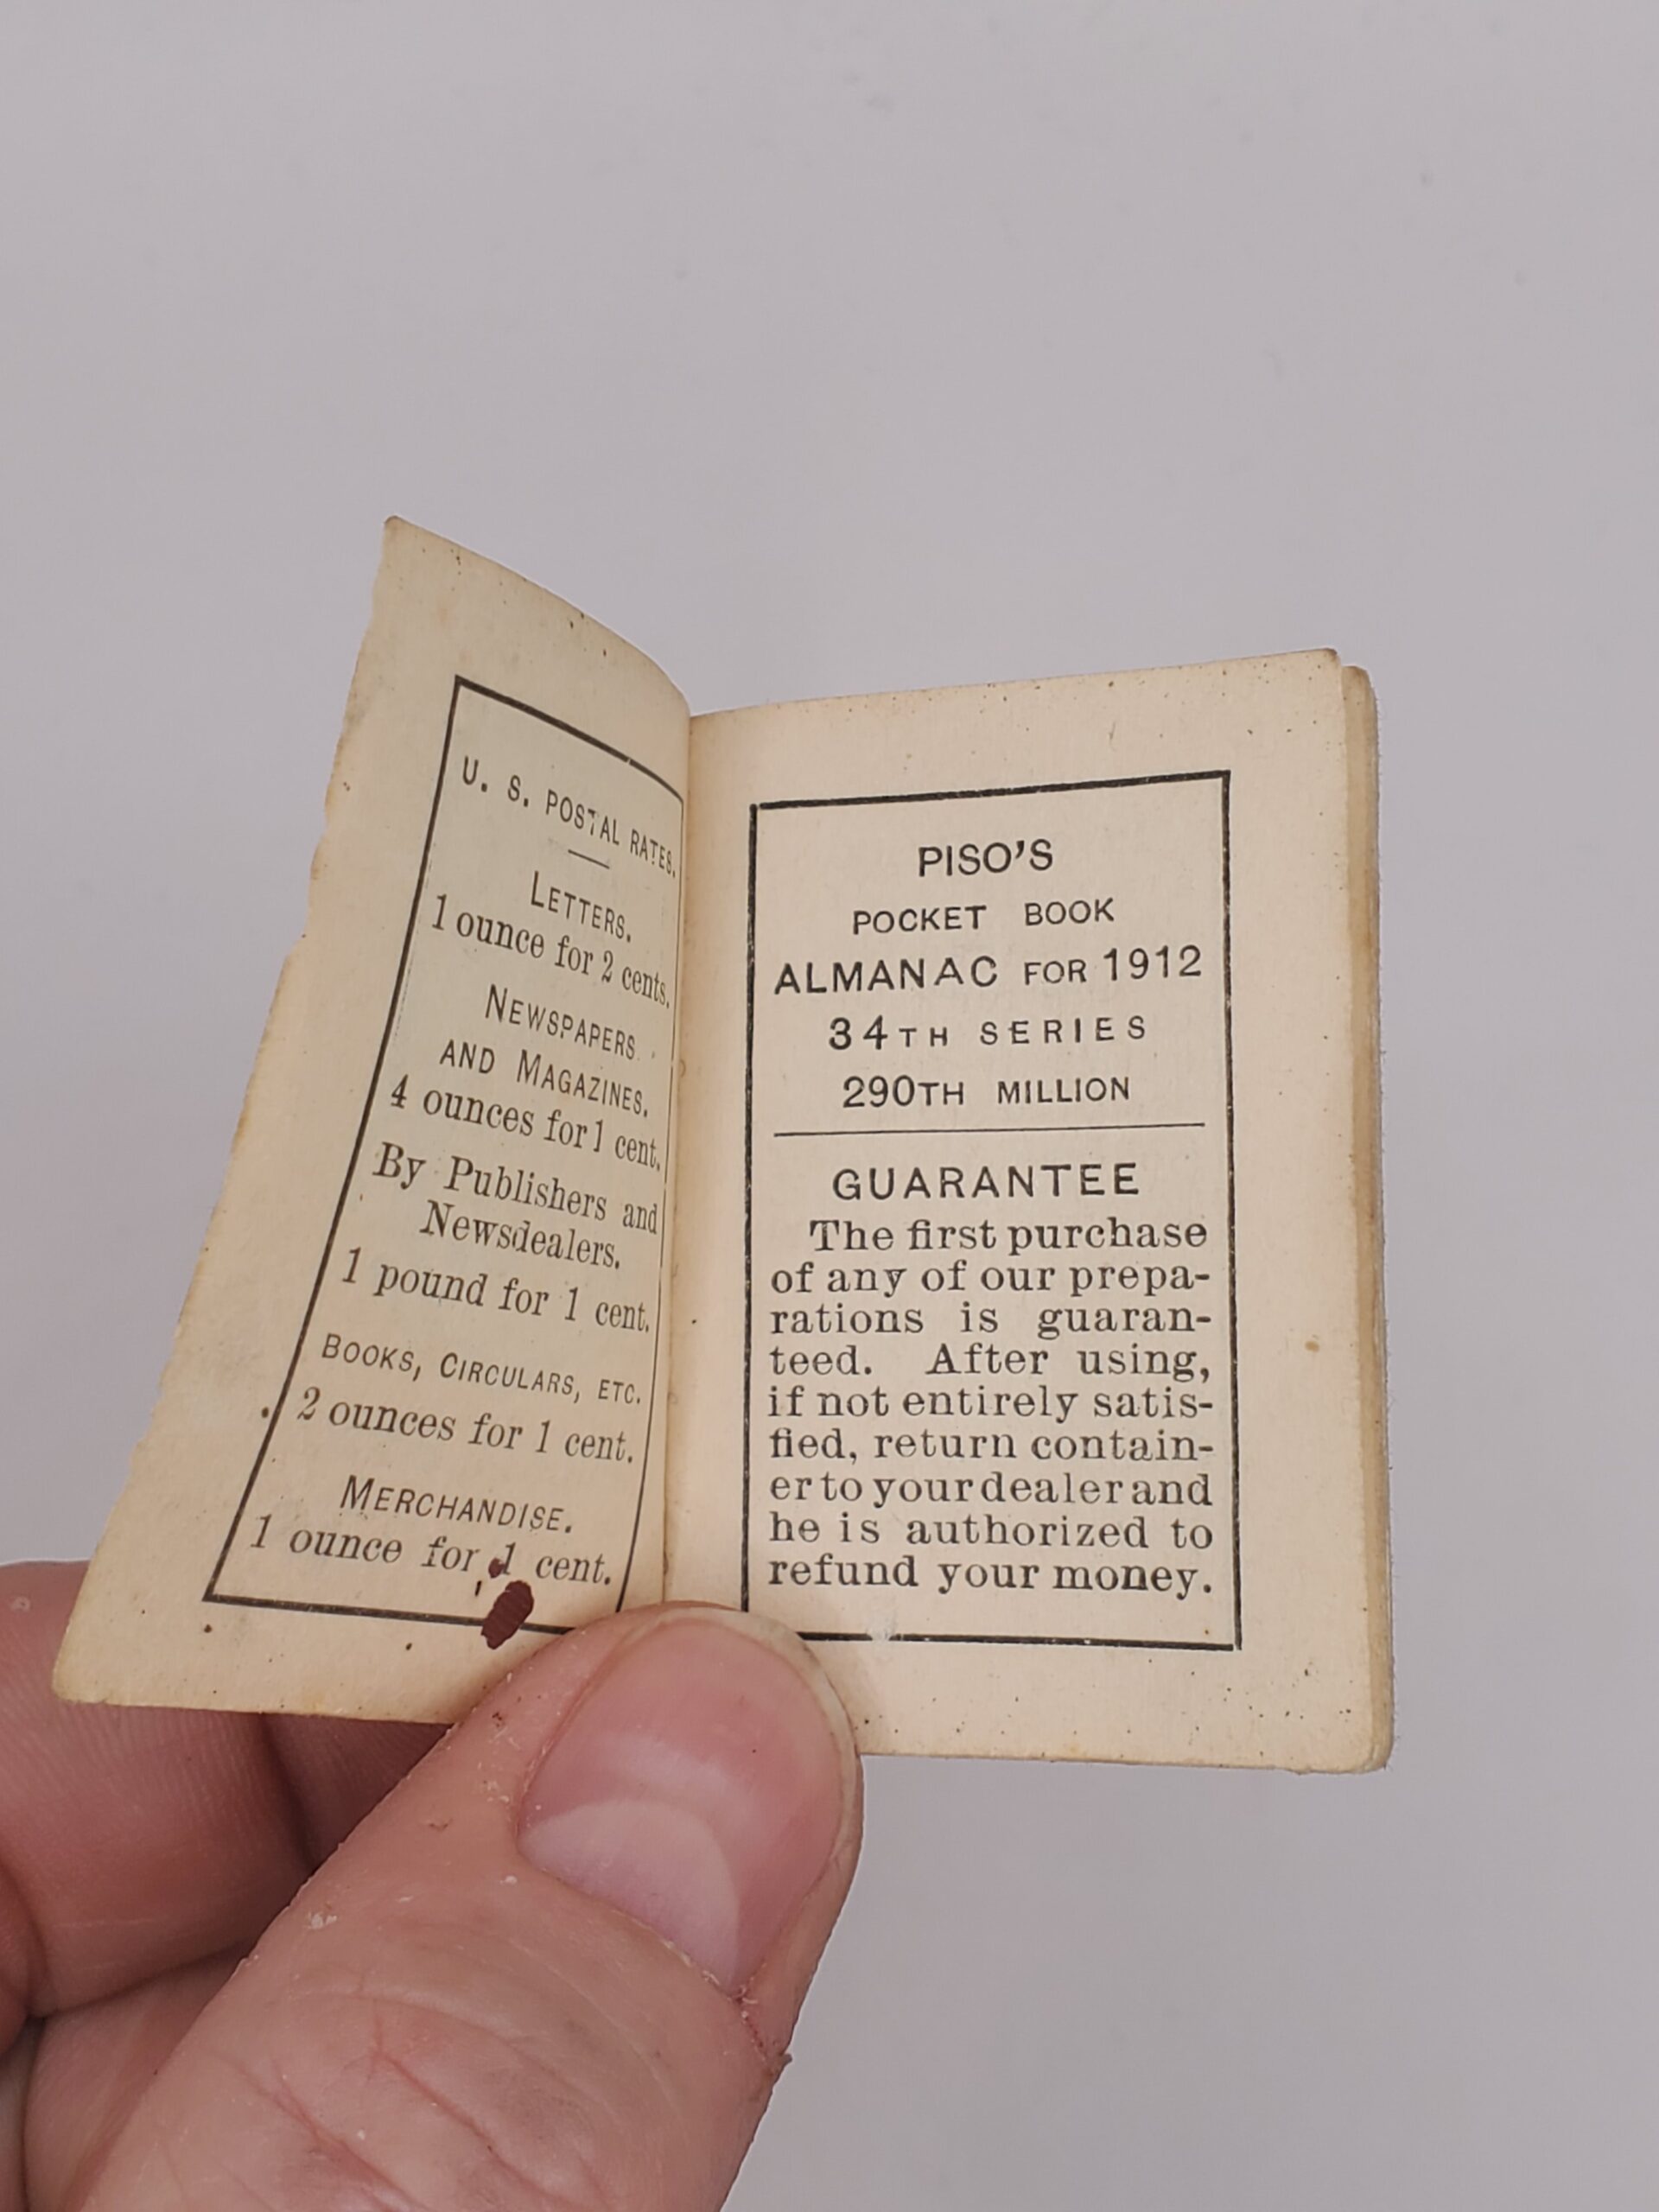 U. S. POSTAL RATES.
LETTERS.
1 ounce for 2 cents.
NEWSPAPERS
AND MAGAZINES.
4 ounces for 1 cent.
By Publishers and
Newsdealers.
1 pound for 1 cent.
BOOKS, CIRCULARS, ETC.
2 ounces for 1 cent.
MERCHANDISE.
1 ounce for 1 cent.
PISO'S
POCKET BOOK
ALMANAC FOR 1912
34TH SERIES
290TH MILLION
GUARANTEE
The first purchase
of any of our prepa-
rations is guaran-
teed. After using,
if not entirely satis-
fied, return contain-
er to your dealer and
he is authorized to
refund your money.